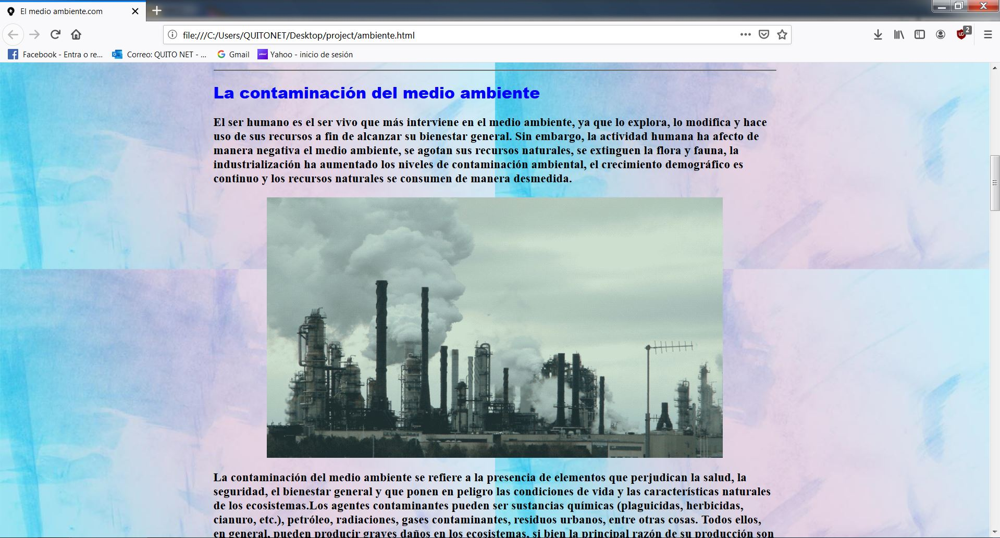 El medio ambiente.com
file:///C:/Users/QUITONET/Desktop/project/ambiente.html
2
Facebook - Entra o re...
Correo: QUITO NET - ...
Gmail
Yahoo - inicio de sesión
La contaminación del medio ambiente
El ser humano es el ser vivo que más interviene en el medio ambiente, ya que lo explora, lo modifica y hace
uso de sus recursos a fin de alcanzar su bienestar general. Sin embargo, la actividad humana ha afecto de
manera negativa el medio ambiente, se agotan sus recursos naturales, se extinguen la flora y fauna, la
industrialización ha aumentado los niveles de contaminación ambiental, el crecimiento demográfico es
continuo y los recursos naturales se consumen de manera desmedida.
La contaminación del medio ambiente se refiere a la presencia de elementos que perjudican la salud, la
seguridad, el bienestar general y que ponen en peligro las condiciones de vida y las características naturales
de los ecosistemas.Los agentes contaminantes pueden ser sustancias químicas (plaguicidas, herbicidas,
cianuro, etc.), petróleo, radiaciones, gases contaminantes, residuos urbanos, entre otras cosas. Todos ellos,
en general, pueden producir graves daños en los ecosistemas, si bien la principal razón de su producción son